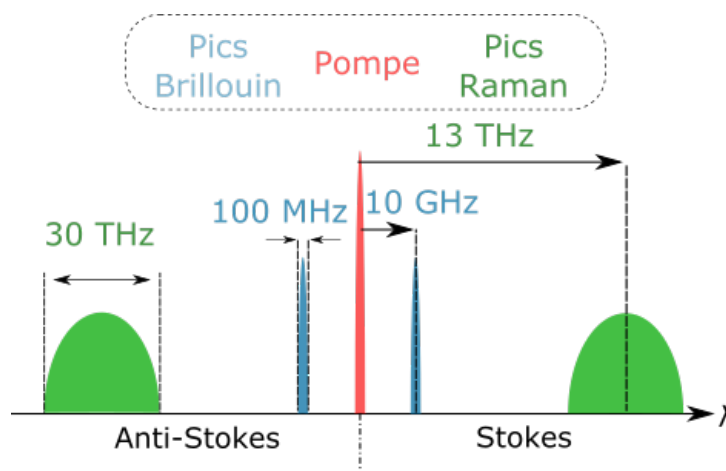 Pics
Brillouin
Pompe
Pics
Raman
13 THz
100 MHz
10 GHz
30 THz
Anti-Stokes
Stokes